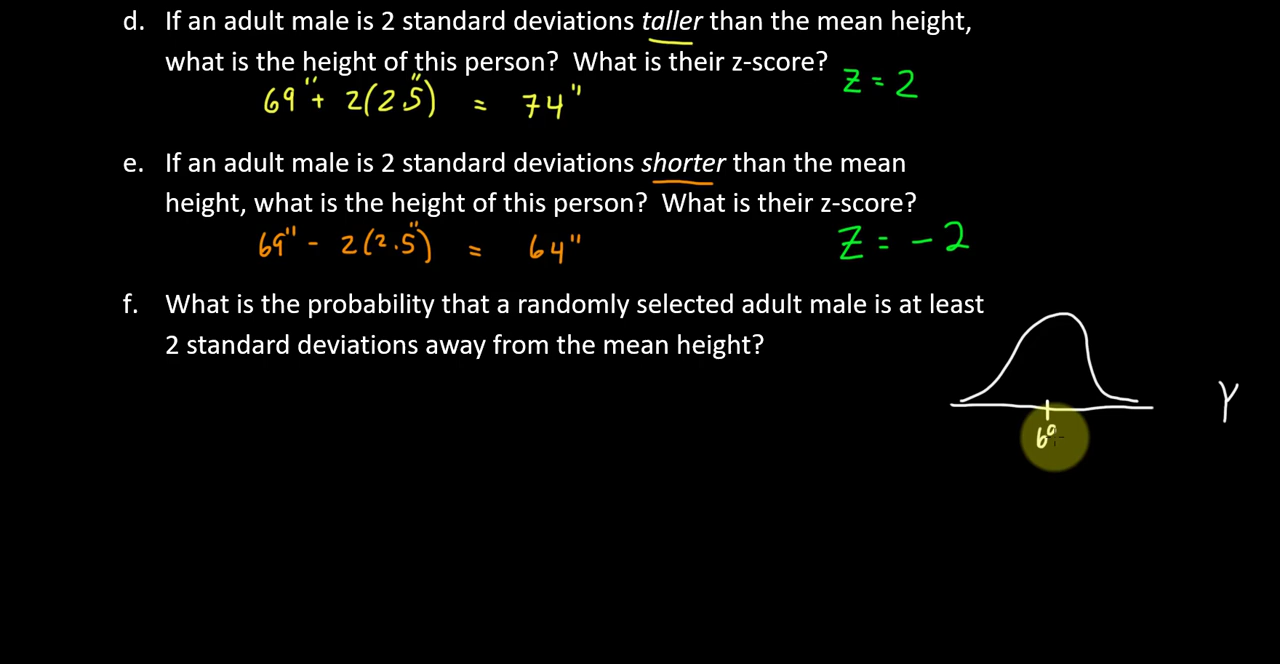 d. If an adult male is 2 standard deviations taller than the mean height,
what is the height of this person? What is their z-score?
69" + 2(2.5") = 74"
z = 2
e. If an adult male is 2 standard deviations shorter than the mean
height, what is the height of this person? What is their z-score?
69" - 2(2.5") = 64"
z = -2
f. What is the probability that a randomly selected adult male is at least
2 standard deviations away from the mean height?
Y
69